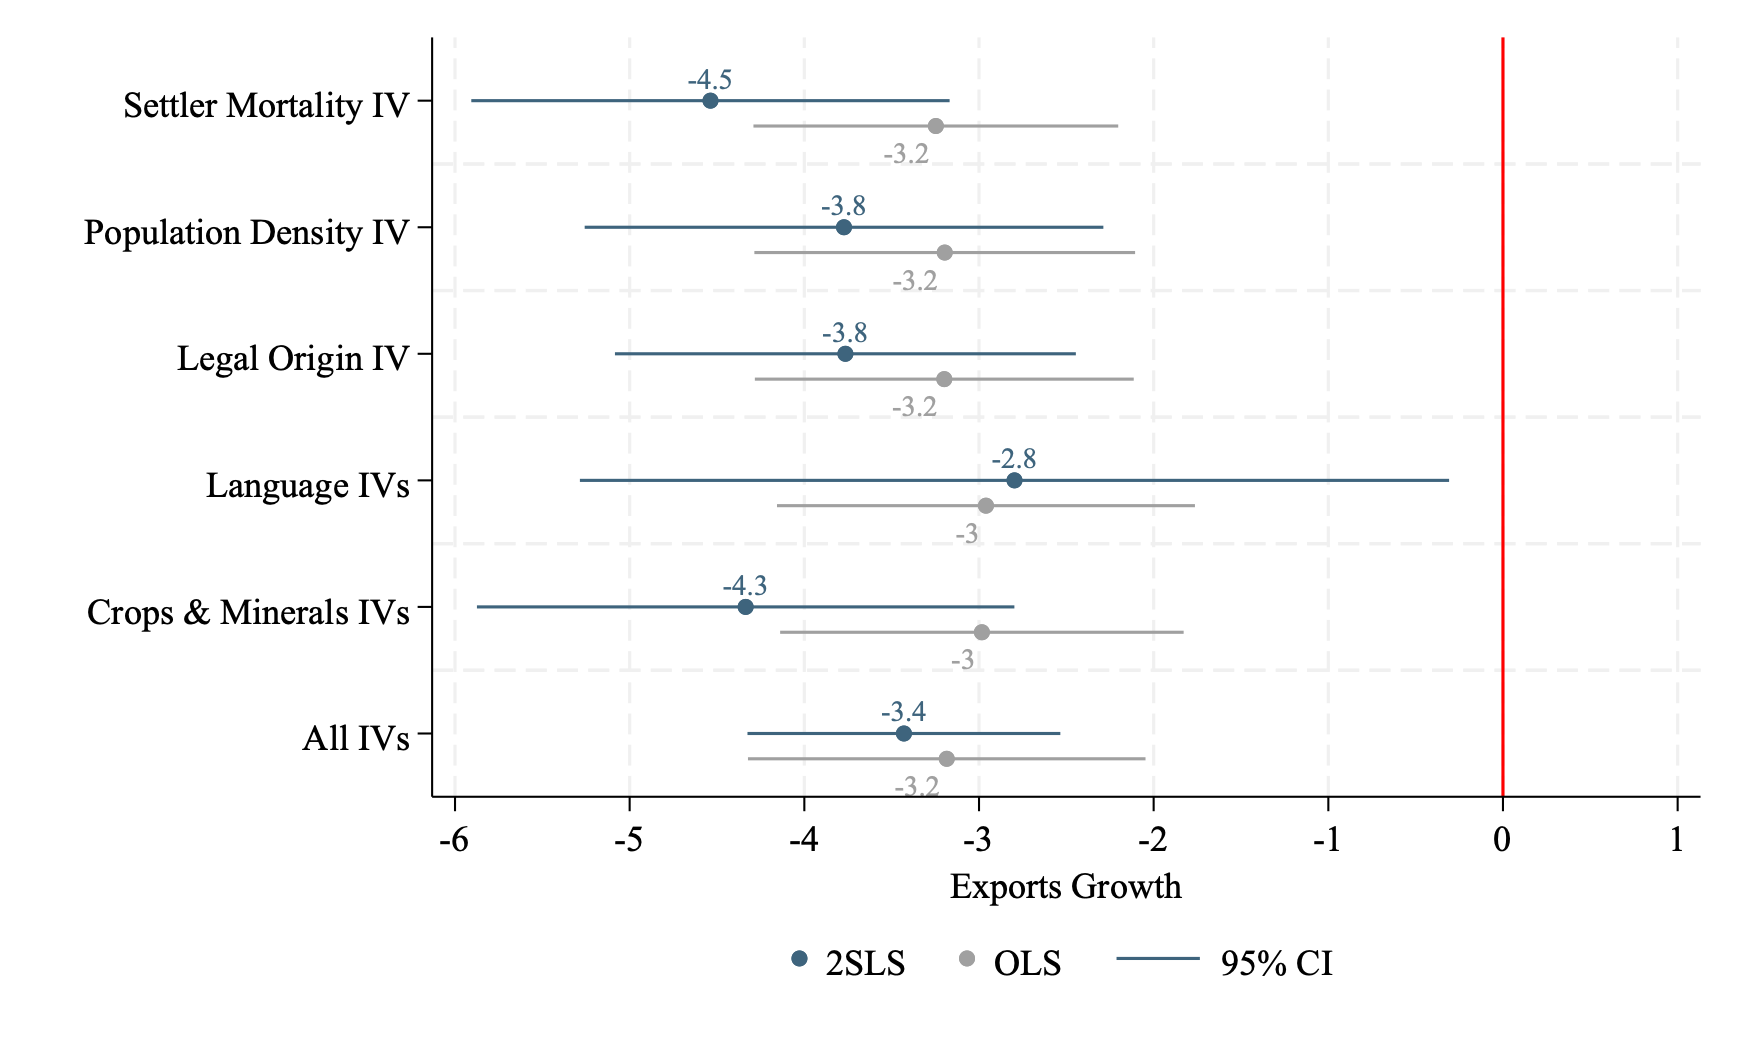 -4.5
Settler Mortality IV
-3.2
-3.8
Population Density IV
-3.2
-3.8
Legal Origin IV
-3.2
-2.8
Language IVs
-3
-4.3
Crops & Minerals IVs
-3
-3.4
All IVs
-3.2
-6 -5 -4 -3 -2 -1 0 1
Exports Growth
2SLS OLS 95% CI